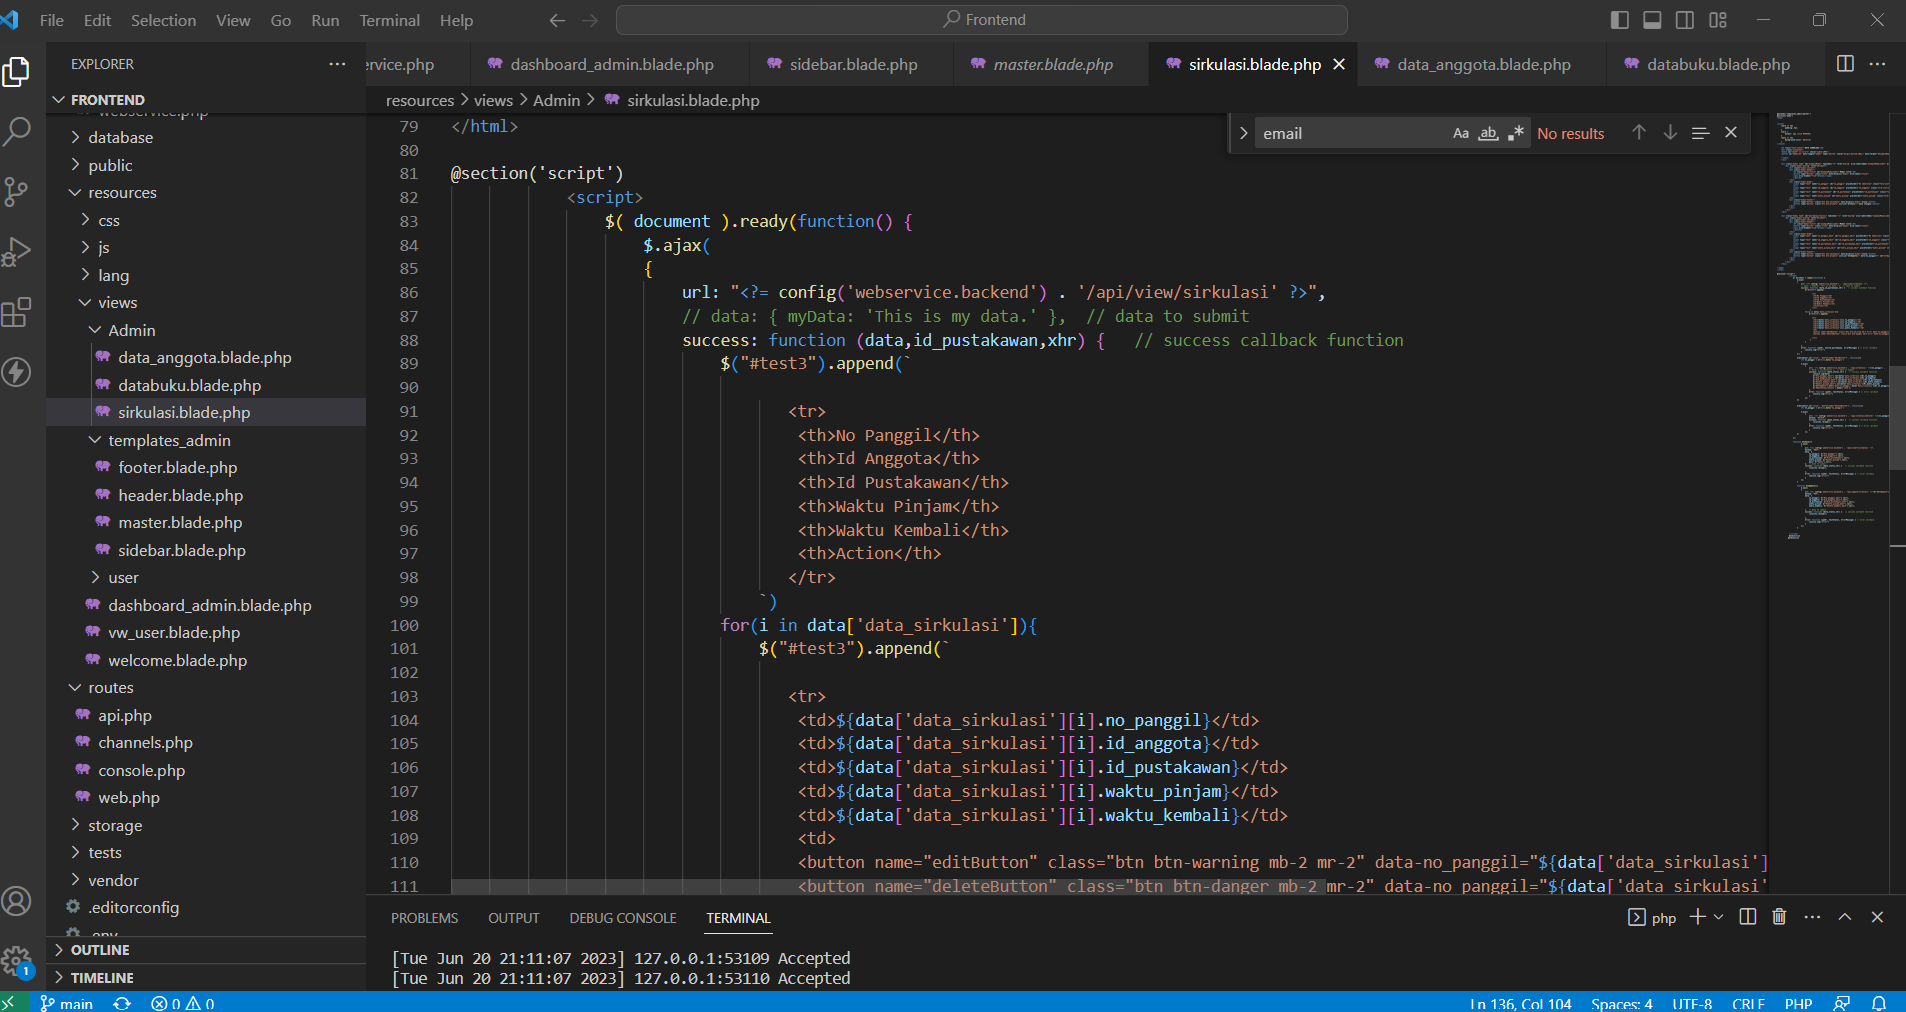 File Edit Selection View Go Run Terminal Help
Frontend
EXPLORER
FRONTEND
webservice.php
database
public
resources
css
js
lang
views
Admin
data_anggota.blade.php
databuku.blade.php
sirkulasi.blade.php
templates_admin
footer.blade.php
header.blade.php
master.blade.php
sidebar.blade.php
user
dashboard_admin.blade.php
vw_user.blade.php
welcome.blade.php
routes
api.php
channels.php
console.php
web.php
storage
tests
vendor
.editorconfig
.env
OUTLINE
TIMELINE
ervice.php dashboard_admin.blade.php sidebar.blade.php master.blade.php sirkulasi.blade.php data_anggota.blade.php databuku.blade.php
resources > views > Admin > sirkulasi.blade.php
email Aa ab No results
79 </html>
80
81 @section('script')
82 <script>
83 $( document ).ready(function() {
84 $.ajax(
85 {
86 url: "<?= config('webservice.backend') . '/api/view/sirkulasi' ?>",
87 // data: { myData: 'This is my data.' }, // data to submit
88 success: function (data,id_pustakawan,xhr) { // success callback function
89 $("#test3").append(`
90
91 <tr>
92 <th>No Panggil</th>
93 <th>Id Anggota</th>
94 <th>Id Pustakawan</th>
95 <th>Waktu Pinjam</th>
96 <th>Waktu Kembali</th>
97 <th>Action</th>
98 </tr>
99 `)
100 for(i in data['data_sirkulasi']){
101 $("#test3").append(`
102
103 <tr>
104 <td>${data['data_sirkulasi'][i].no_panggil}</td>
105 <td>${data['data_sirkulasi'][i].id_anggota}</td>
106 <td>${data['data_sirkulasi'][i].id_pustakawan}</td>
107 <td>${data['data_sirkulasi'][i].waktu_pinjam}</td>
108 <td>${data['data_sirkulasi'][i].waktu_kembali}</td>
109 <td>
110 <button name="editButton" class="btn btn-warning mb-2 mr-2" data-no_panggil="${data['data_sirkulasi']
111 <button name="deleteButton" class="btn btn-danger mb-2 mr-2" data-no_panggil="${data['data_sirkulasi'
PROBLEMS OUTPUT DEBUG CONSOLE TERMINAL php
[Tue Jun 20 21:11:07 2023] 127.0.0.1:53109 Accepted
[Tue Jun 20 21:11:07 2023] 127.0.0.1:53110 Accepted
1
main 0 0 Ln 136, Col 104 Spaces: 4 UTF-8 CRLF PHP